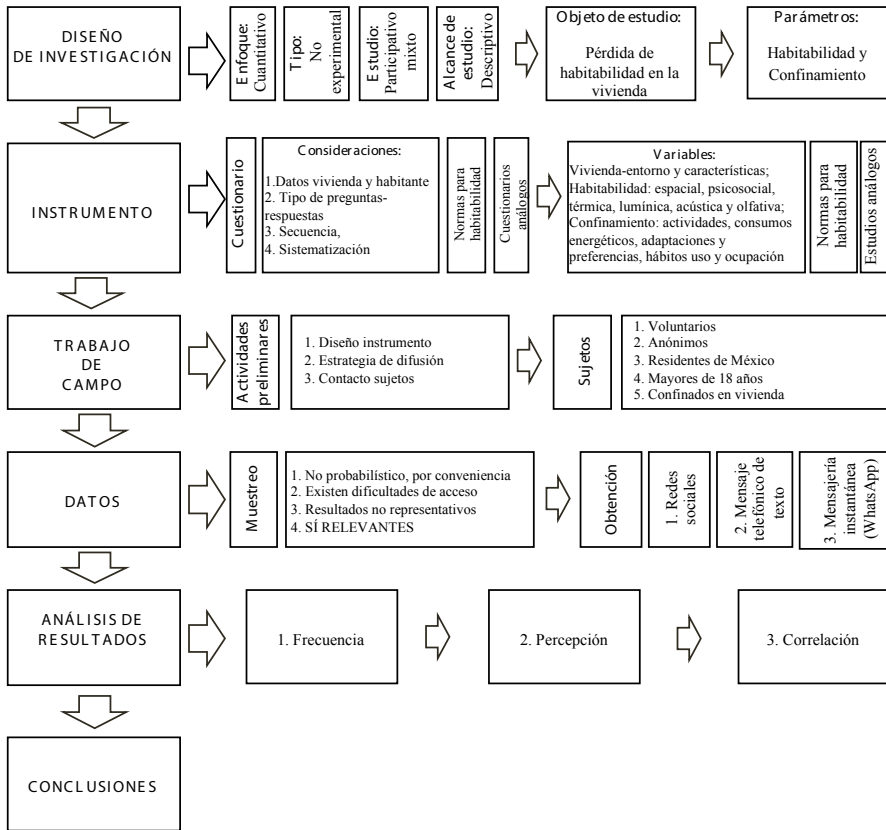 DISEÑO
DE INVESTIGACIÓN
Enfoque:
Cuantitativo
Tipo:
No
experimental
Estudio:
Participativo
mixto
Alcance de
estudio:
Descriptivo
Objeto de estudio:
Pérdida de
habitabilidad en la
vivienda
Parámetros:
Habitabilidad y
Confinamiento
INSTRUMENTO
Cuestionario
Consideraciones:
1.Datos vivienda y habitante
2. Tipo de preguntas-
respuestas
3. Secuencia,
4. Sistematización
Normas para
habitabilidad
Cuestionarios
análogos
Variables:
Vivienda-entorno y características;
Habitabilidad: espacial, psicosocial,
térmica, lumínica, acústica y olfativa;
Confinamiento: actividades, consumos
energéticos, adaptaciones y
preferencias, hábitos uso y ocupación
Normas para
habitabilidad
Estudios análogos
TRABAJO
DE
CAMPO
Actividades
preliminares
1. Diseño instrumento
2. Estrategia de difusión
3. Contacto sujetos
Sujetos
1. Voluntarios
2. Anónimos
3. Residentes de México
4. Mayores de 18 años
5. Confinados en vivienda
DATOS
Muestreo
1. No probabilístico, por conveniencia
2. Existen dificultades de acceso
3. Resultados no representativos
4. SÍ RELEVANTES
Obtención
1. Redes
sociales
2. Mensaje
telefónico de
texto
3. Mensajería
instantánea
(WhatsApp)
ANÁLISIS DE
RESULTADOS
1. Frecuencia
2. Percepción
3. Correlación
CONCLUSIONES